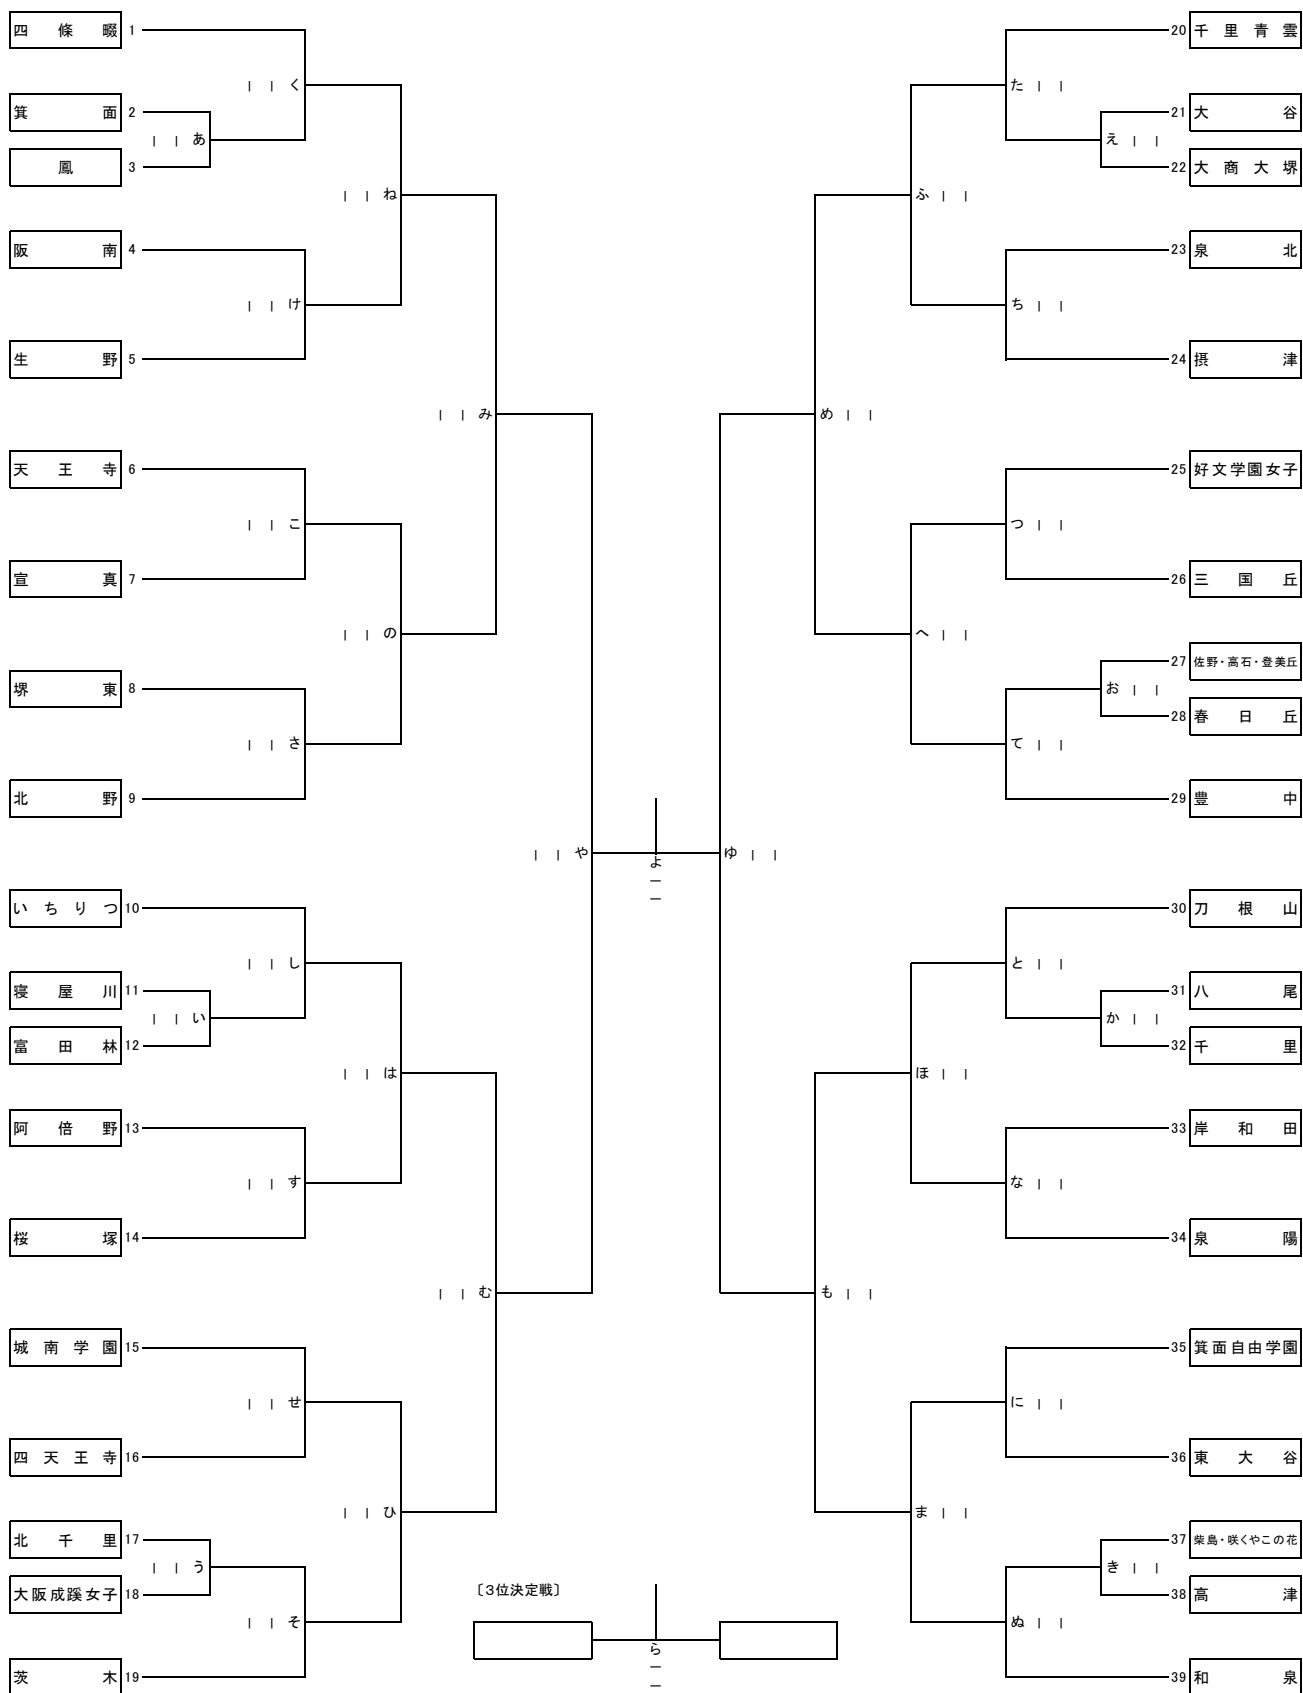 四條畷 1
く
箕面 2
あ
鳳 3
ね
阪南 4
け
生野 5
み
天王寺 6
こ
宣真 7
の
堺東 8
さ
北野 9
や
いちりつ 10
し
寝屋川 11
い
富田林 12
は
阿倍野 13
す
桜塚 14
む
城南学園 15
せ
四天王寺 16
ひ
北千里 17
う
大阪成蹊女子 18
そ
茨木 19
よ
〔3位決定戦〕
ら
20 千里青雲
た
21 大谷
え
22 大商大堺
ふ
23 泉北
ち
24 摂津
め
25 好文学園女子
つ
26 三国丘
へ
27 佐野・高石・登美丘
お
28 春日丘
て
29 豊中
ゆ
30 刀根山
と
31 八尾
か
32 千里
ほ
33 岸和田
な
34 泉陽
も
35 箕面自由学園
に
36 東大谷
ま
37 柴島・咲くやこの花
き
38 高津
ぬ
39 和泉